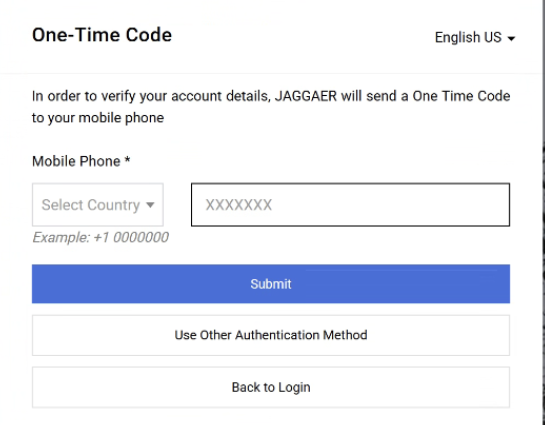 One-Time Code
English US
In order to verify your account details, JAGGAER will send a One Time Code
to your mobile phone
Mobile Phone *
Select Country
XXXXXXX
Example: +1 0000000
Submit
Use Other Authentication Method
Back to Login